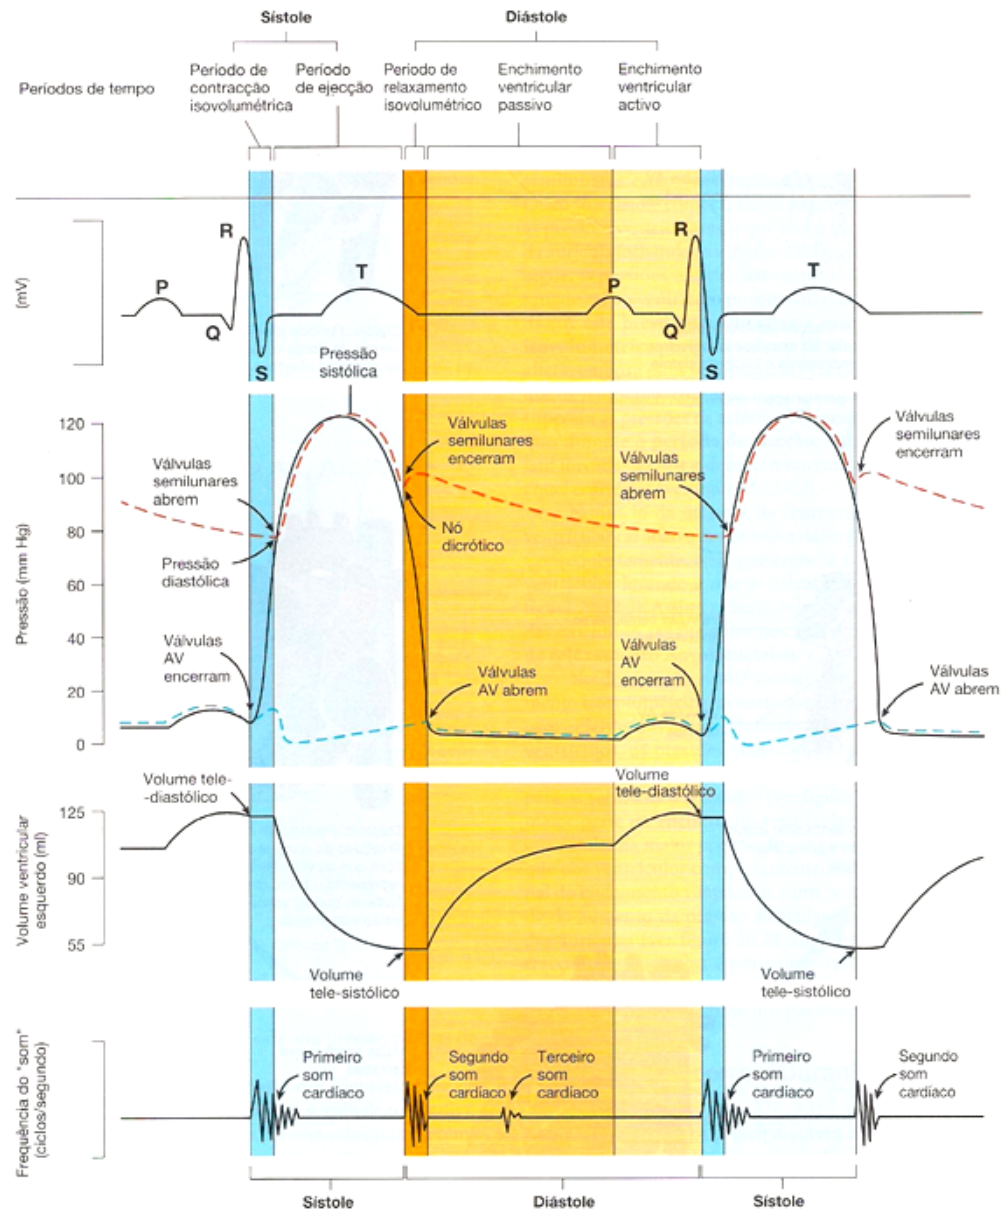 Sístole
Diástole
Períodos de tempo
Período de
contracção
isovolumétrica
Período
de ejecção
Período de
relaxamento
isovolumétrico
Enchimento
ventricular
passivo
Enchimento
ventricular
activo
(mV)
P
Q
R
S
T
P
Q
R
S
T
Pressão
sistólica
Pressão (mm Hg)
120
100
80
60
40
20
0
Válvulas
semilunares
abrem
Pressão
diastólica
Válvulas
AV
encerram
Válvulas
semilunares
encerram
Nó
dicrótico
Válvulas
AV abrem
Válvulas
semilunares
abrem
Válvulas
AV
encerram
Válvulas
semilunares
encerram
Válvulas
AV abrem
Volume ventricular
esquerdo (ml)
125
90
55
Volume tele-
-diastólico
Volume
tele-sistólico
Volume
tele-diastólico
Volume
tele-sistólico
Frequência do "som"
(ciclos/segundo)
Primeiro
som
cardíaco
Segundo
som
cardíaco
Terceiro
som
cardíaco
Primeiro
som
cardíaco
Segundo
som
cardíaco
Sístole
Diástole
Sístole